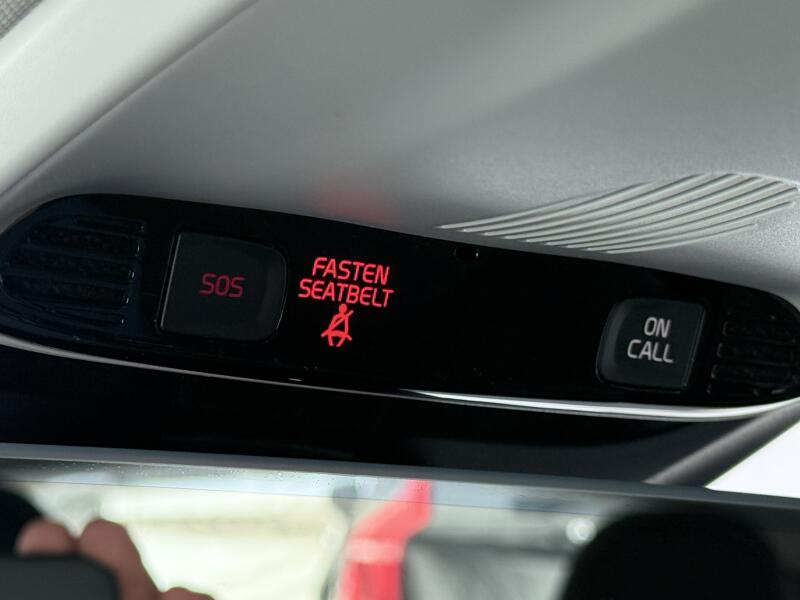 SOS
FASTEN
SEATBELT
ON
CALL